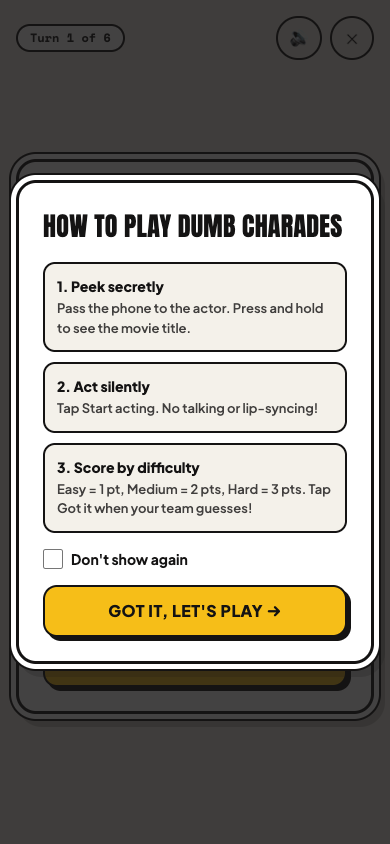 Turn 1 of 6
HOW TO PLAY DUMB CHARADES
1. Peek secretly
Pass the phone to the actor. Press and hold
to see the movie title.
2. Act silently
Tap Start acting. No talking or lip-syncing!
3. Score by difficulty
Easy = 1 pt, Medium = 2 pts, Hard = 3 pts. Tap
Got it when your team guesses!
Don't show again
GOT IT, LET'S PLAY →